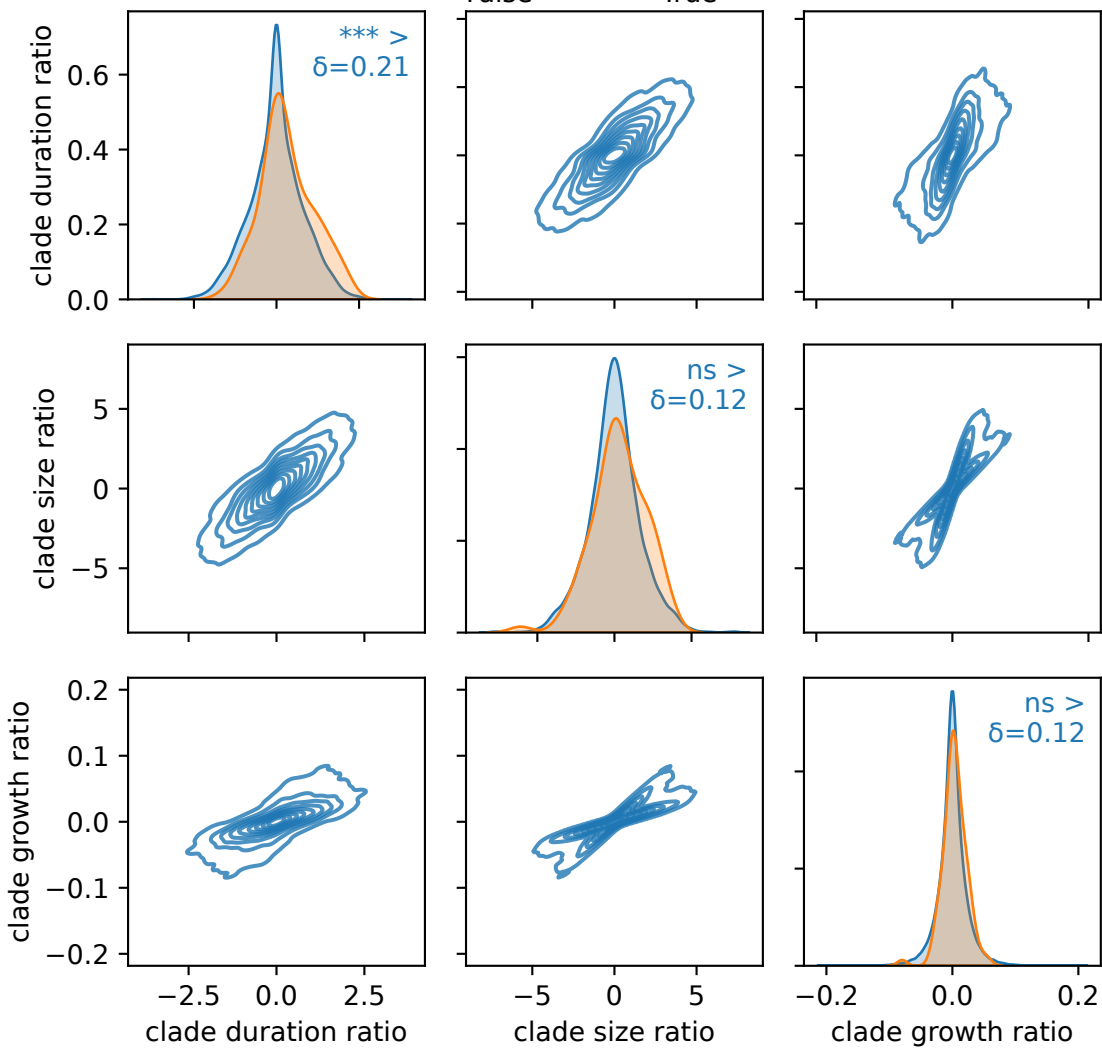 False True
clade duration ratio
0.6
0.4
0.2
0.0
*** >
δ=0.21
clade size ratio
5
0
−5
ns >
δ=0.12
clade growth ratio
0.2
0.1
0.0
−0.1
−0.2
ns >
δ=0.12
−2.5 0.0 2.5
−5 0 5
−0.2 0.0 0.2
clade duration ratio
clade size ratio
clade growth ratio